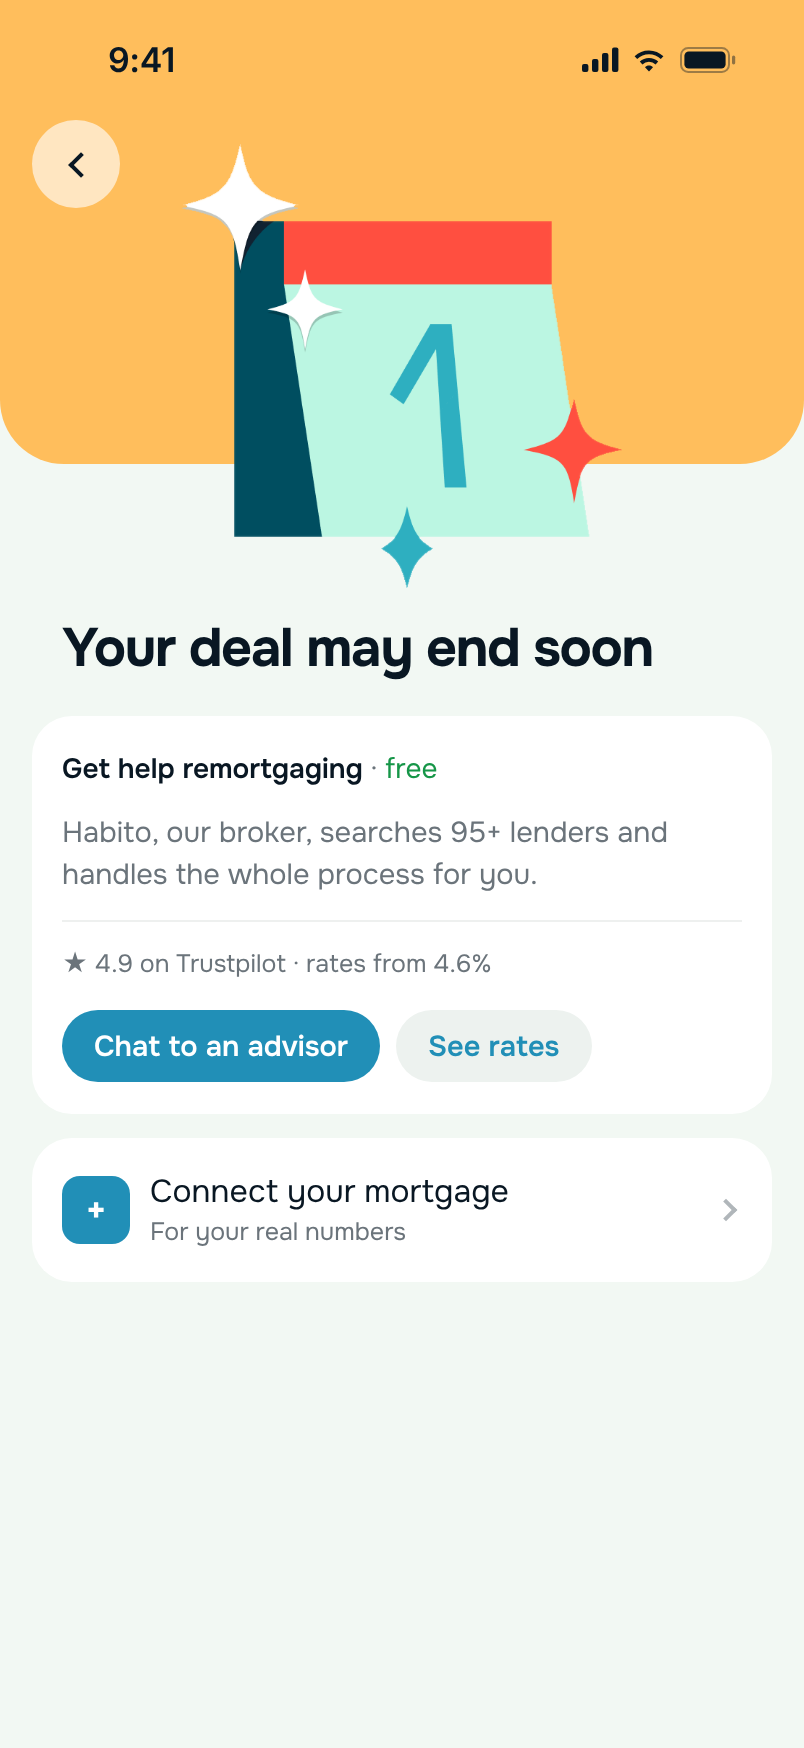 9:41
1
Your deal may end soon
Get help remortgaging · free
Habito, our broker, searches 95+ lenders and
handles the whole process for you.
★ 4.9 on Trustpilot · rates from 4.6%
Chat to an advisor
See rates
+
Connect your mortgage
For your real numbers